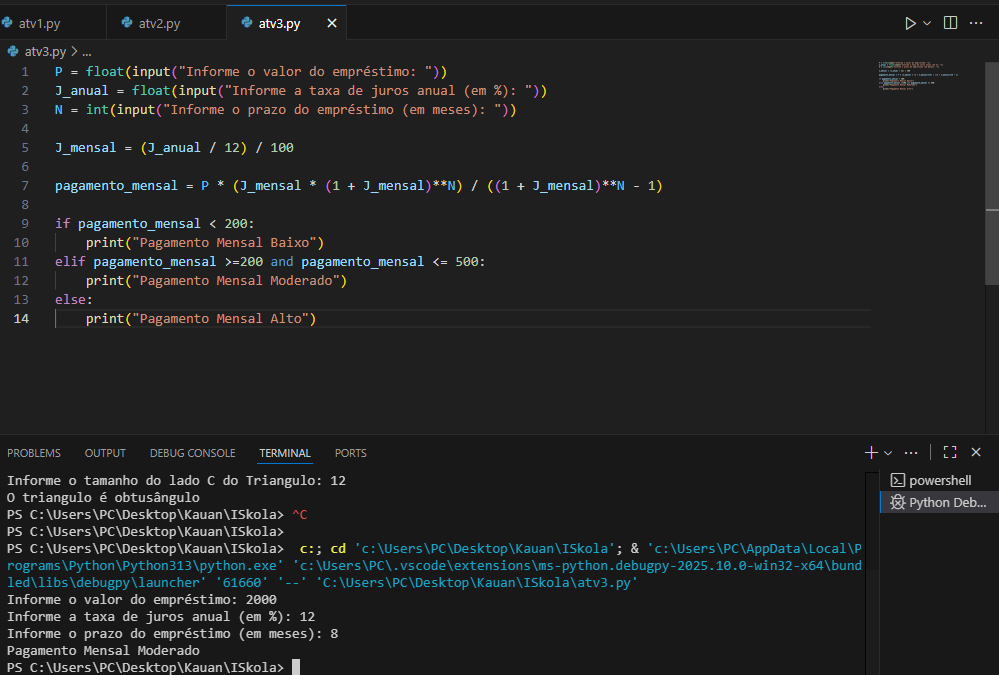 atv1.py
atv2.py
atv3.py
atv3.py > ...
1 P = float(input("Informe o valor do empréstimo: "))
2 J_anual = float(input("Informe a taxa de juros anual (em %): "))
3 N = int(input("Informe o prazo do empréstimo (em meses): "))
4
5 J_mensal = (J_anual / 12) / 100
6
7 pagamento_mensal = P * (J_mensal * (1 + J_mensal)**N) / ((1 + J_mensal)**N - 1)
8
9 if pagamento_mensal < 200:
10     print("Pagamento Mensal Baixo")
11 elif pagamento_mensal >=200 and pagamento_mensal <= 500:
12     print("Pagamento Mensal Moderado")
13 else:
14     print("Pagamento Mensal Alto")
PROBLEMS OUTPUT DEBUG CONSOLE TERMINAL PORTS
powershell
Python Deb...
Informe o tamanho do lado C do Triangulo: 12
O triangulo é obtusângulo
PS C:\Users\PC\Desktop\Kauan\ISkola> ^C
PS C:\Users\PC\Desktop\Kauan\ISkola>
PS C:\Users\PC\Desktop\Kauan\ISkola>  c:; cd 'c:\Users\PC\Desktop\Kauan\ISkola'; & 'c:\Users\PC\AppData\Local\P
rograms\Python\Python313\python.exe' 'c:\Users\PC\.vscode\extensions\ms-python.debugpy-2025.10.0-win32-x64\bund
led\libs\debugpy\launcher' '61660' '--' 'C:\Users\PC\Desktop\Kauan\ISkola\atv3.py'
Informe o valor do empréstimo: 2000
Informe a taxa de juros anual (em %): 12
Informe o prazo do empréstimo (em meses): 8
Pagamento Mensal Moderado
PS C:\Users\PC\Desktop\Kauan\ISkola>